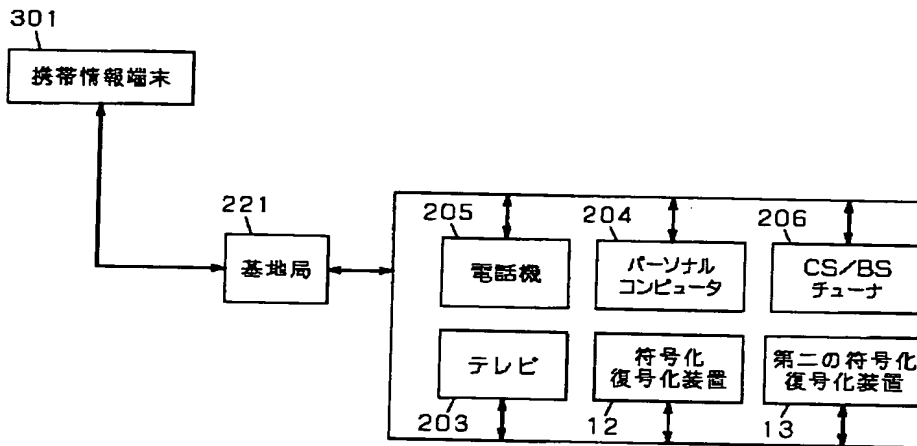 301
携帯情報端末
221
基地局
205
電話機
204
パーソナル
コンピュータ
206
CS/BS
チューナ
テレビ
203
符号化
復号化装置
12
第二の符号化
復号化装置
13